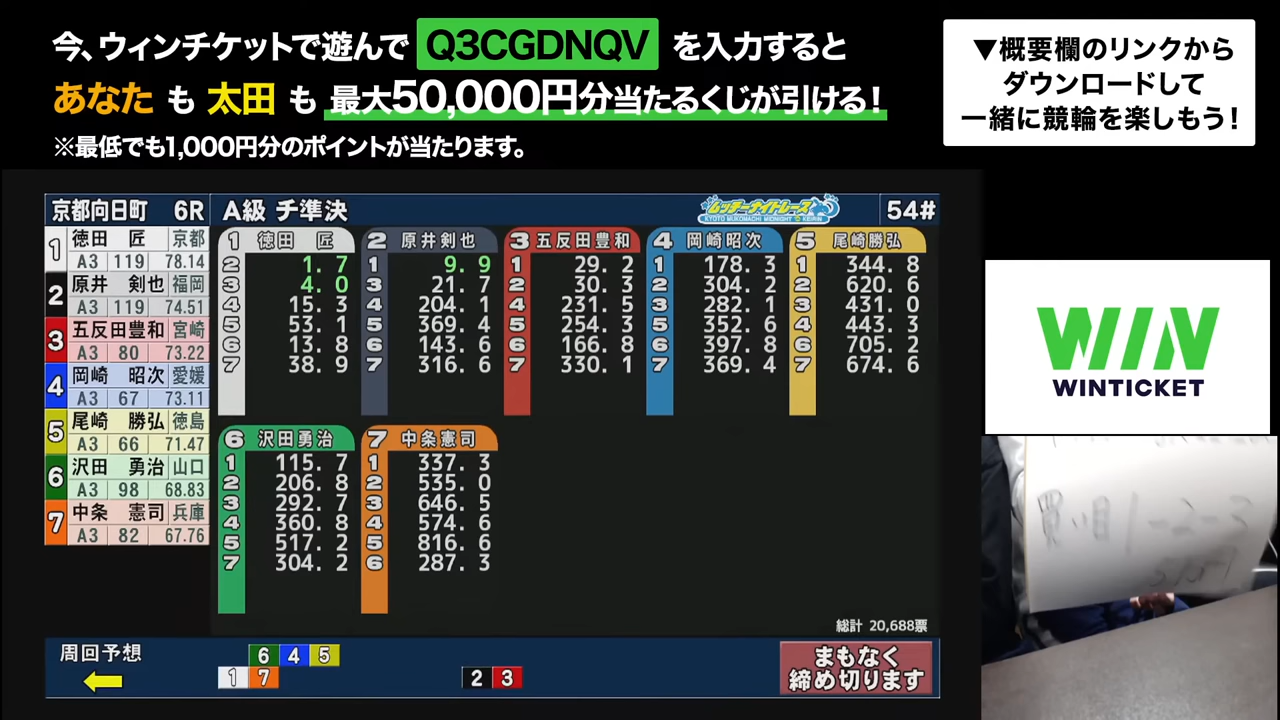 今、ウィンチケットで遊んで Q3CGDNQV を入力すると
あなた も 太田 も 最大50,000円分当たるくじが引ける!
※最低でも1,000円分のポイントが当たります。
▼概要欄のリンクから
ダウンロードして
一緒に競輪を楽しもう!
京都向日町 6R A級 チ準決
ムッチーナイトレース
KYOTO MUKOMACHI MIDNIGHT KEIRIN
54#
1 徳田 匠 京都
A3 119 78.14
2 原井 剣也 福岡
A3 119 74.51
3 五反田豊和 宮崎
A3 80 73.22
4 岡崎 昭次 愛媛
A3 67 73.11
5 尾崎 勝弘 徳島
A3 66 71.47
6 沢田 勇治 山口
A3 98 68.83
7 中条 憲司 兵庫
A3 82 67.76
1 徳田 匠
2 1.7
3 4.0
4 15.3
5 53.1
6 13.8
7 38.9
2 原井剣也
1 9.9
3 21.7
4 204.1
5 369.4
6 143.6
7 316.6
3 五反田豊和
1 29.2
2 30.3
4 231.5
5 254.3
6 166.8
7 330.1
4 岡崎昭次
1 178.3
2 304.2
3 282.1
5 352.6
6 397.8
7 369.4
5 尾崎勝弘
1 344.8
2 620.6
3 431.0
4 443.3
6 705.2
7 674.6
6 沢田勇治
1 115.7
2 206.8
3 292.7
4 360.8
5 517.2
7 304.2
7 中条憲司
1 337.3
2 535.0
3 646.5
4 574.6
5 816.6
6 287.3
総計 20,688票
周回予想
6 4 5
1 7 2 3
まもなく
締め切ります
WIN
WINTICKET
買い目 1-2-3